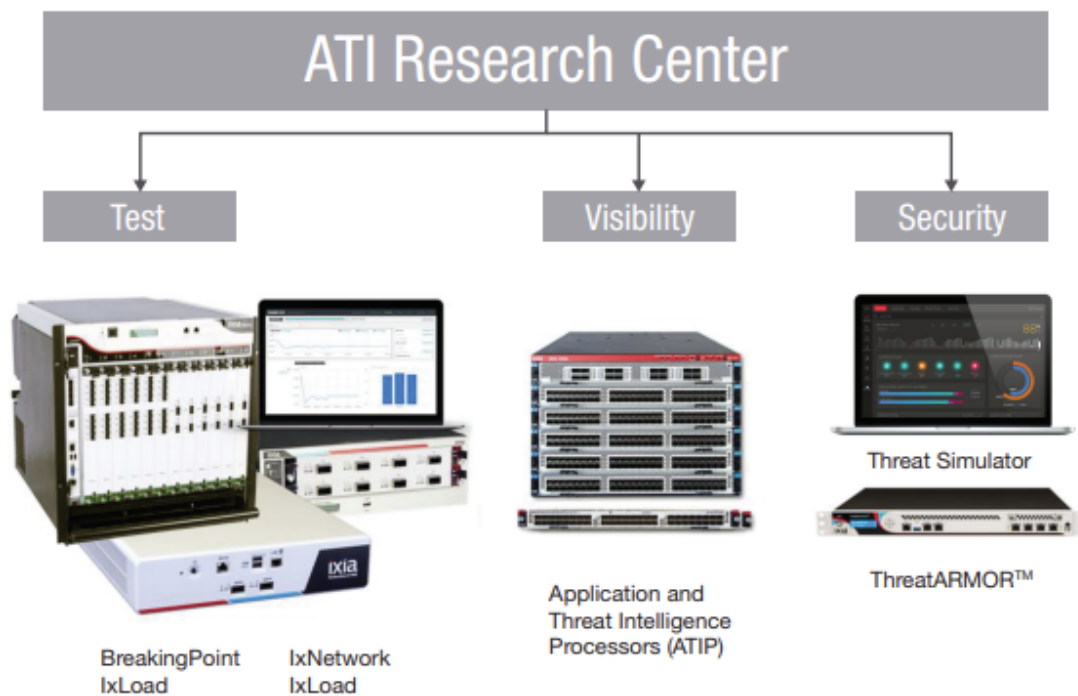 ATI Research Center
Test
Visibility
Security
ixia
Threat Simulator
ThreatARMOR™
Application and
Threat Intelligence
Processors (ATIP)
BreakingPoint
IxLoad
IxNetwork
IxLoad